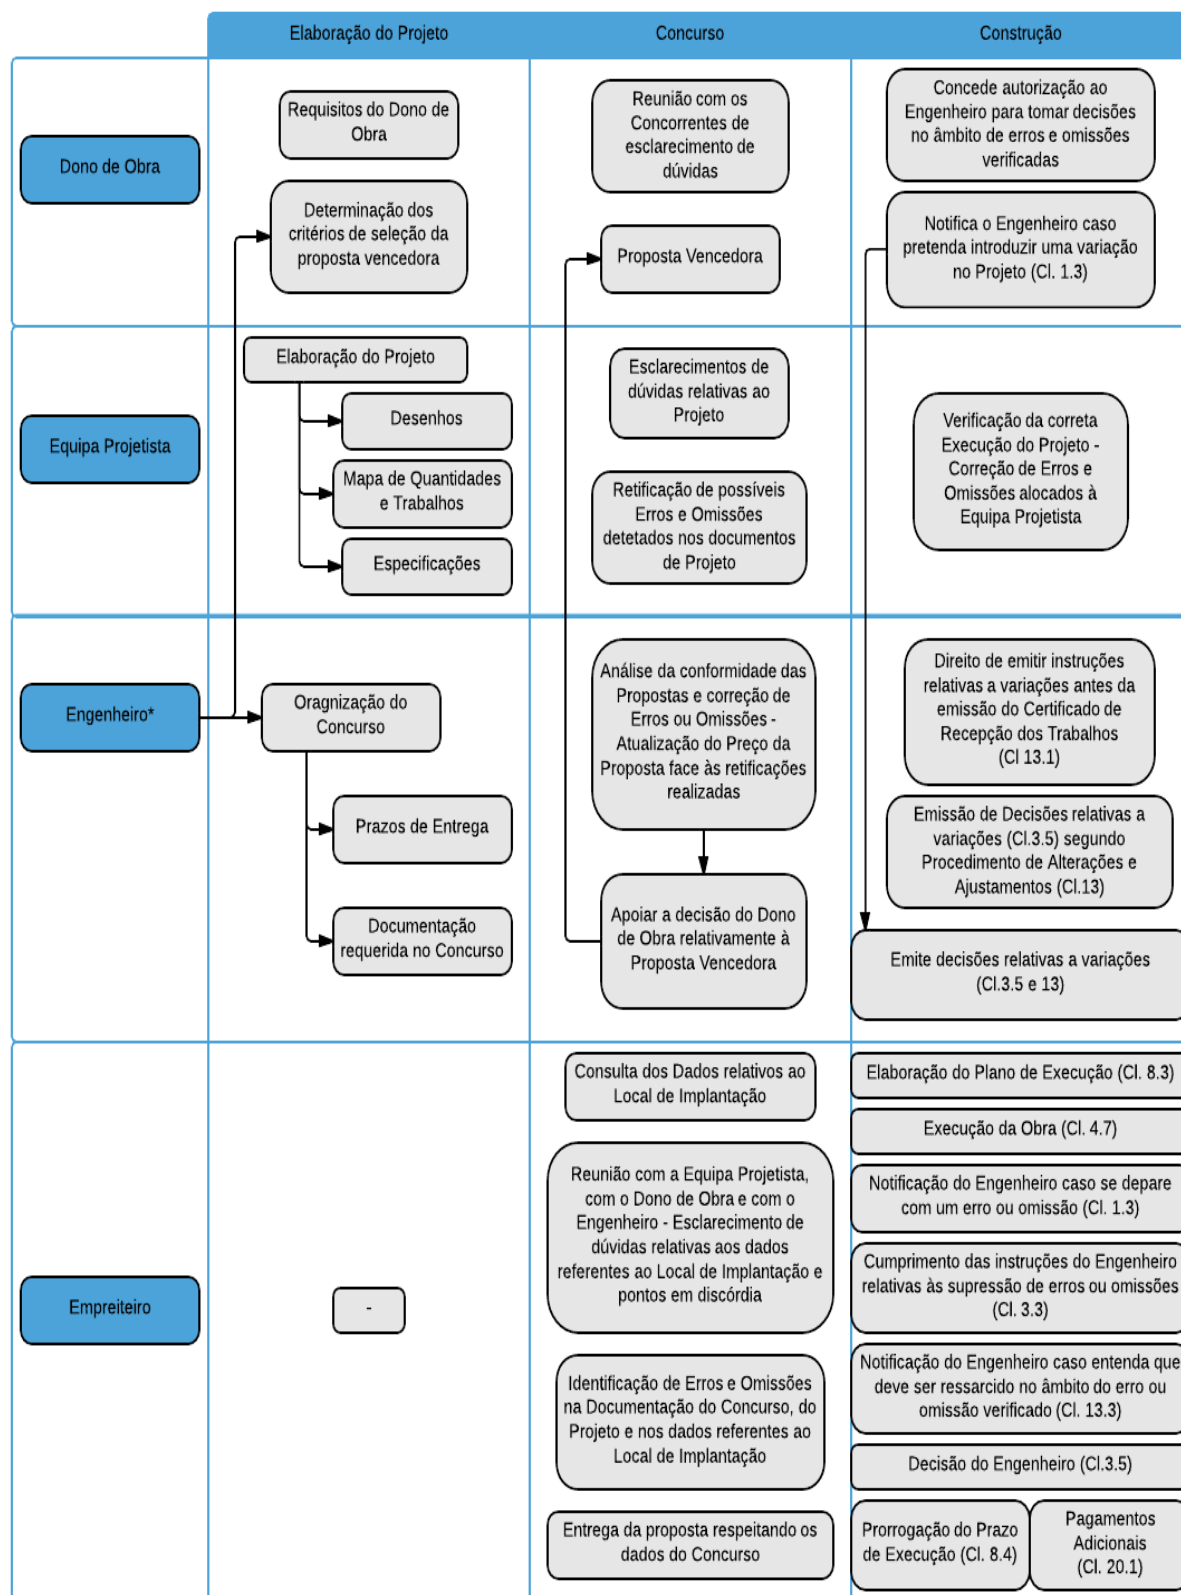 Elaboração do Projeto
Concurso
Construção
Dono de Obra
Requisitos do Dono de
Obra
Determinação dos
critérios de seleção da
proposta vencedora
Reunião com os
Concorrentes de
esclarecimento de
dúvidas
Proposta Vencedora
Concede autorização ao
Engenheiro para tomar decisões
no âmbito de erros e omissões
verificadas
Notifica o Engenheiro caso
pretenda introduzir uma variação
no Projeto (Cl. 1.3)
Equipa Projetista
Elaboração do Projeto
Desenhos
Mapa de Quantidades
e Trabalhos
Especificações
Esclarecimentos de
dúvidas relativas ao
Projeto
Retificação de possíveis
Erros e Omissões
detetados nos documentos
de Projeto
Verificação da correta
Execução do Projeto -
Correção de Erros e
Omissões alocados à
Equipa Projetista
Engenheiro*
Oragnização do
Concurso
Prazos de Entrega
Documentação
requerida no Concurso
Análise da conformidade das
Propostas e correção de
Erros ou Omissões -
Atualização do Preço da
Proposta face às retificações
realizadas
Apoiar a decisão do Dono
de Obra relativamente à
Proposta Vencedora
Direito de emitir instruções
relativas a variações antes da
emissão do Certificado de
Recepção dos Trabalhos
(Cl 13.1)
Emissão de Decisões relativas a
variações (Cl.3.5) segundo
Procedimento de Alterações e
Ajustamentos (Cl.13)
Emite decisões relativas a variações
(Cl.3.5 e 13)
Empreiteiro
-
Consulta dos Dados relativos ao
Local de Implantação
Reunião com a Equipa Projetista,
com o Dono de Obra e com o
Engenheiro - Esclarecimento de
dúvidas relativas aos dados
referentes ao Local de Implantação e
pontos em discórdia
Identificação de Erros e Omissões
na Documentação do Concurso, do
Projeto e nos dados referentes ao
Local de Implantação
Entrega da proposta respeitando os
dados do Concurso
Elaboração do Plano de Execução (Cl. 8.3)
Execução da Obra (Cl. 4.7)
Notificação do Engenheiro caso se depare
com um erro ou omissão (Cl. 1.3)
Cumprimento das instruções do Engenheiro
relativas às supressão de erros ou omissões
(Cl. 3.3)
Notificação do Engenheiro caso entenda que
deve ser ressarcido no âmbito do erro ou
omissão verificado (Cl. 13.3)
Decisão do Engenheiro (Cl.3.5)
Prorrogação do Prazo
de Execução (Cl. 8.4)
Pagamentos
Adicionais
(Cl. 20.1)